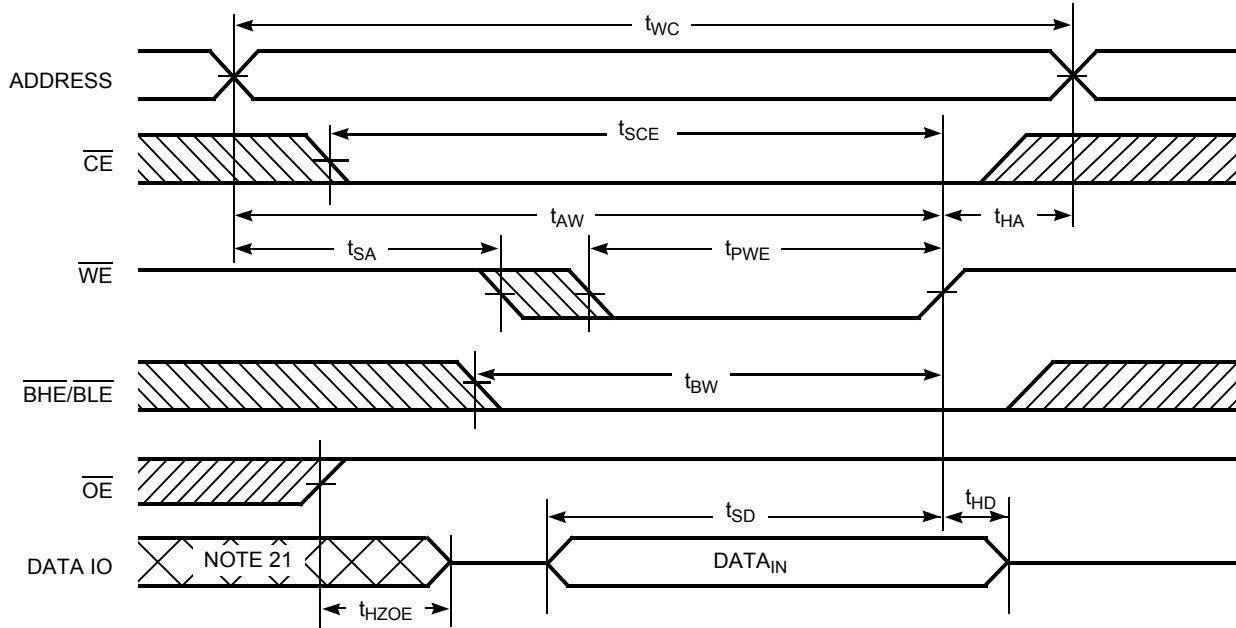 tWC
ADDRESS
tSCE
CE
tAW
tHA
tSA
tPWE
WE
BHE/BLE
tBW
OE
tSD
tHD
DATA IO
NOTE 21
DATAIN
tHZOE